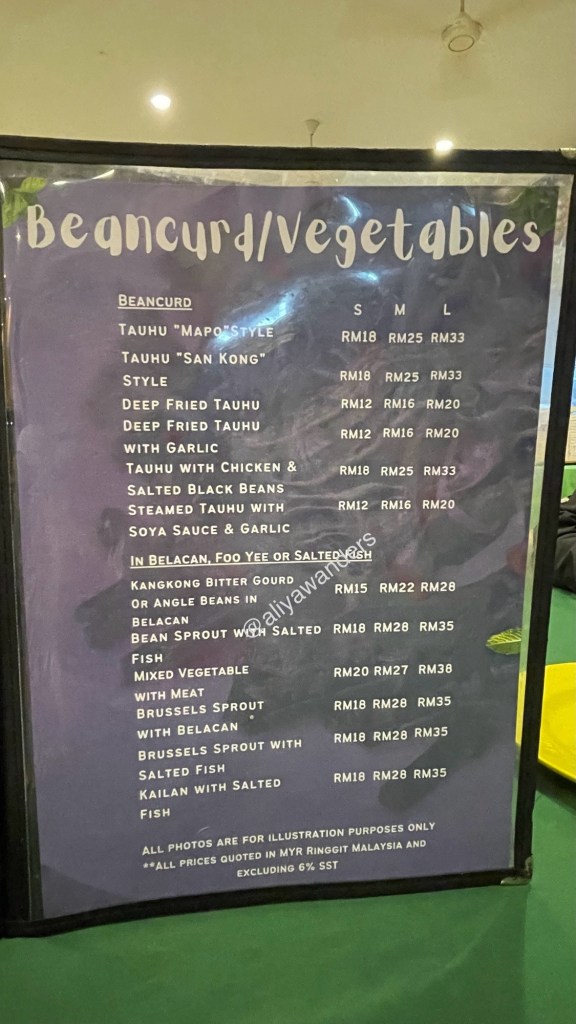 Beancurd/Vegetables
BEANCURD
S M L
TAUHU "MAPO"STYLE RM18 RM25 RM33
TAUHU "SAN KONG"
STYLE RM18 RM25 RM33
DEEP FRIED TAUHU RM12 RM16 RM20
DEEP FRIED TAUHU
WITH GARLIC RM12 RM16 RM20
TAUHU WITH CHICKEN & RM18 RM25 RM33
SALTED BLACK BEANS
STEAMED TAUHU WITH RM12 RM16 RM20
SOYA SAUCE & GARLIC
IN BELACAN, FOO YEE OR SALTED FISH
KANGKONG BITTER GOURD
OR ANGLE BEANS IN RM15 RM22 RM28
BELACAN
BEAN SPROUT WITH SALTED RM18 RM28 RM35
FISH
MIXED VEGETABLE RM20 RM27 RM38
WITH MEAT
BRUSSELS SPROUT RM18 RM28 RM35
WITH BELACAN
BRUSSELS SPROUT WITH RM18 RM28 RM35
SALTED FISH
KAILAN WITH SALTED RM18 RM28 RM35
FISH
ALL PHOTOS ARE FOR ILLUSTRATION PURPOSES ONLY
**ALL PRICES QUOTED IN MYR RINGGIT MALAYSIA AND
EXCLUDING 6% SST
@aliyawanders